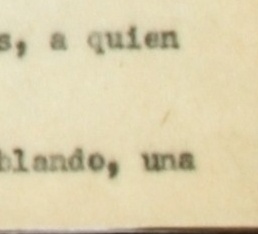 s, a quien
blando, una